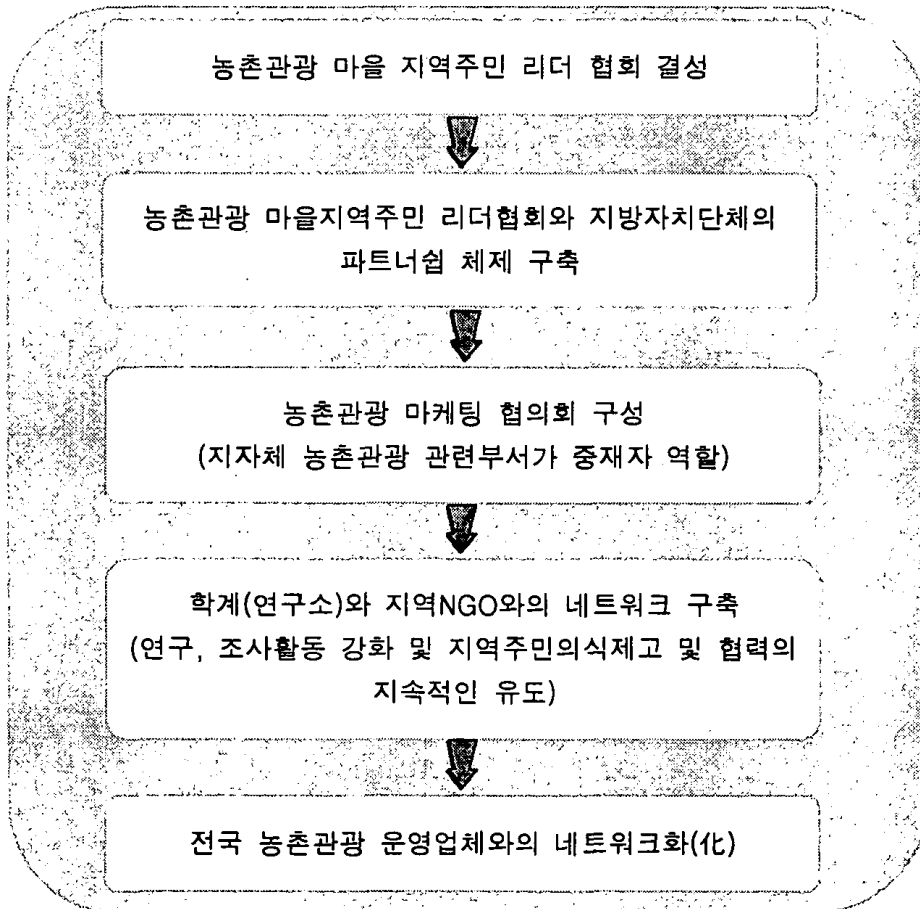 농촌관광 마을 지역주민 리더 협회 결성
농촌관광 마을지역주민 리더협회와 지방자치단체의
파트너쉽 체제 구축
농촌관광 마케팅 협의회 구성
(지자체 농촌관광 관련부서가 중재자 역할)
학계(연구소)와 지역NGO와의 네트워크 구축
(연구, 조사활동 강화 및 지역주민의식제고 및 협력의
지속적인 유도)
전국 농촌관광 운영업체와의 네트워크화(化)